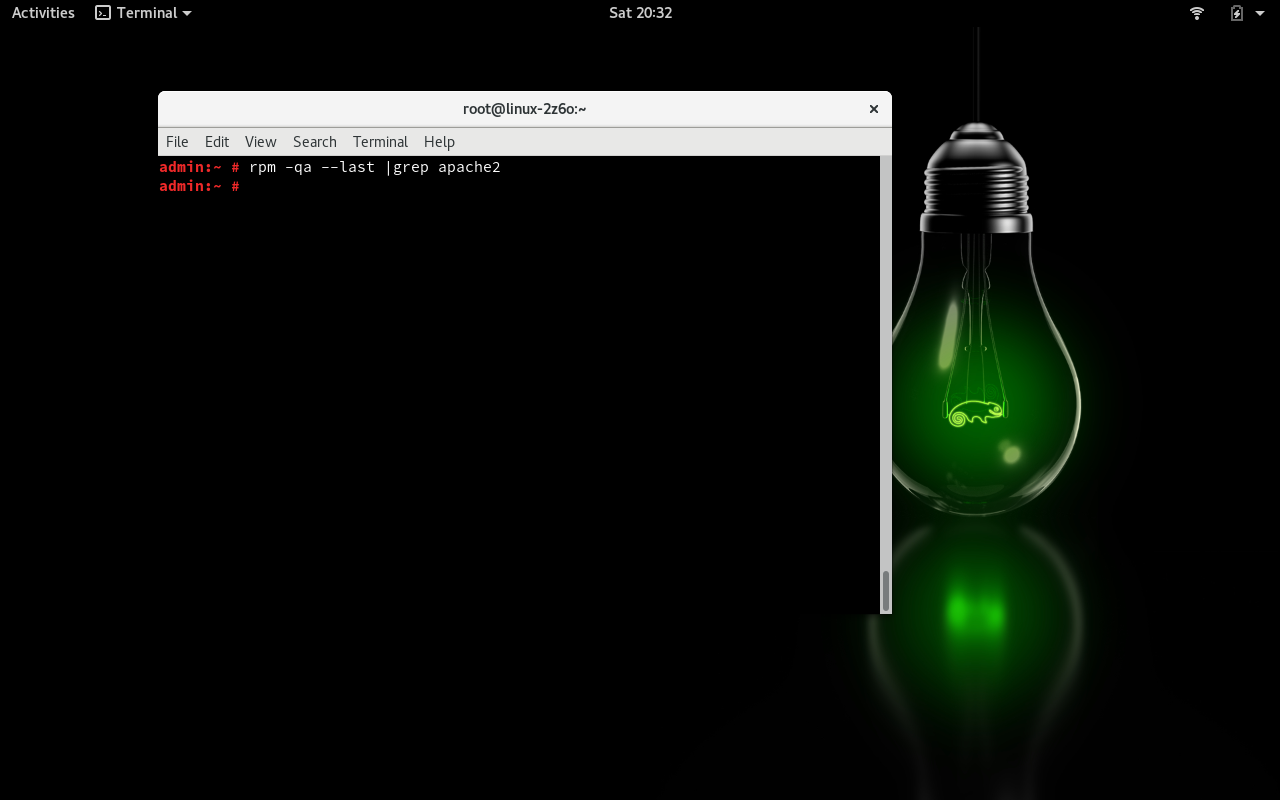 Activities Terminal Sat 20:32
root@linux-2z6o:~ ×
File Edit View Search Terminal Help
admin:~ # rpm -qa --last |grep apache2
admin:~ #